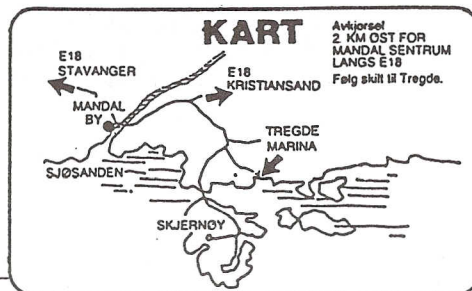 KART
Avkjørsel
2 KM ØST FOR
MANDAL SENTRUM
LANGS E18
Følg skilt til Tregde.
E18
STAVANGER
E18
KRISTIANSAND
MANDAL
BY
TREGDE
MARINA
SJØSANDEN
SKJERNØY